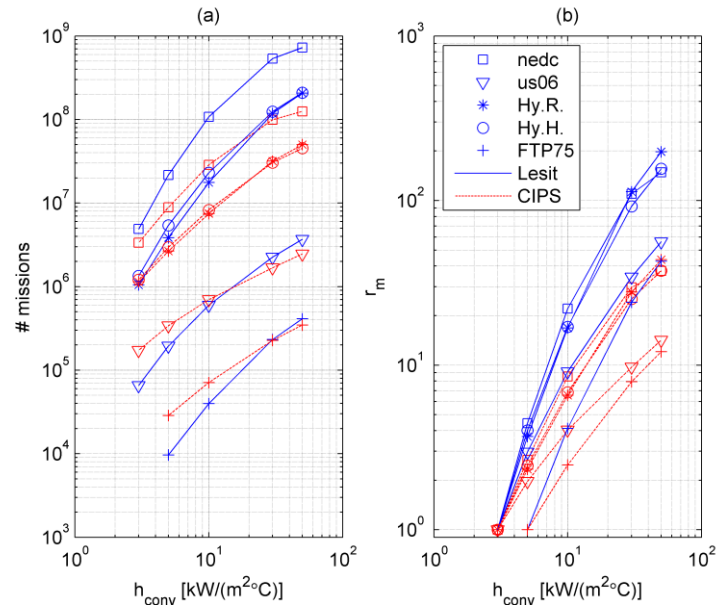 (a)
10^9
10^8
10^7
10^6
10^5
10^4
10^3
# missions
10^0
10^1
10^2
h_conv [kW/(m^2°C)]
(b)
10^3
10^2
10^1
10^0
r_m
10^0
10^1
10^2
h_conv [kW/(m^2°C)]
nedc
us06
Hy.R.
Hy.H.
FTP75
Lesit
CIPS